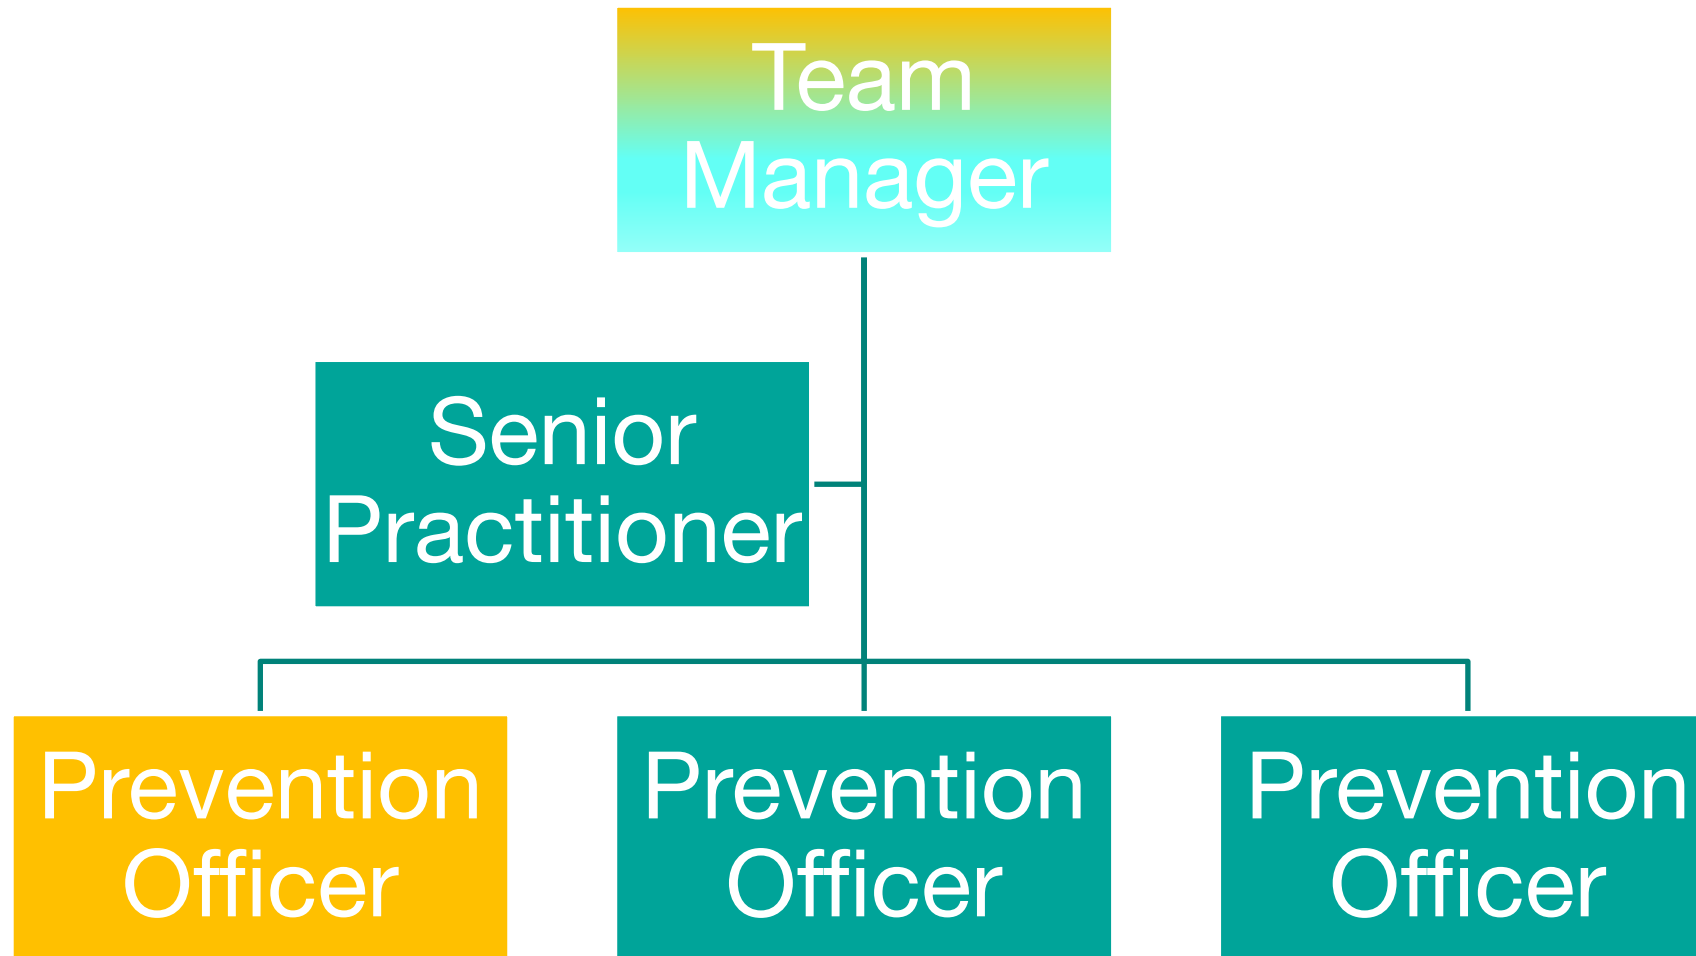 Team
Manager
Senior
Practitioner
Prevention
Officer
Prevention
Officer
Prevention
Officer